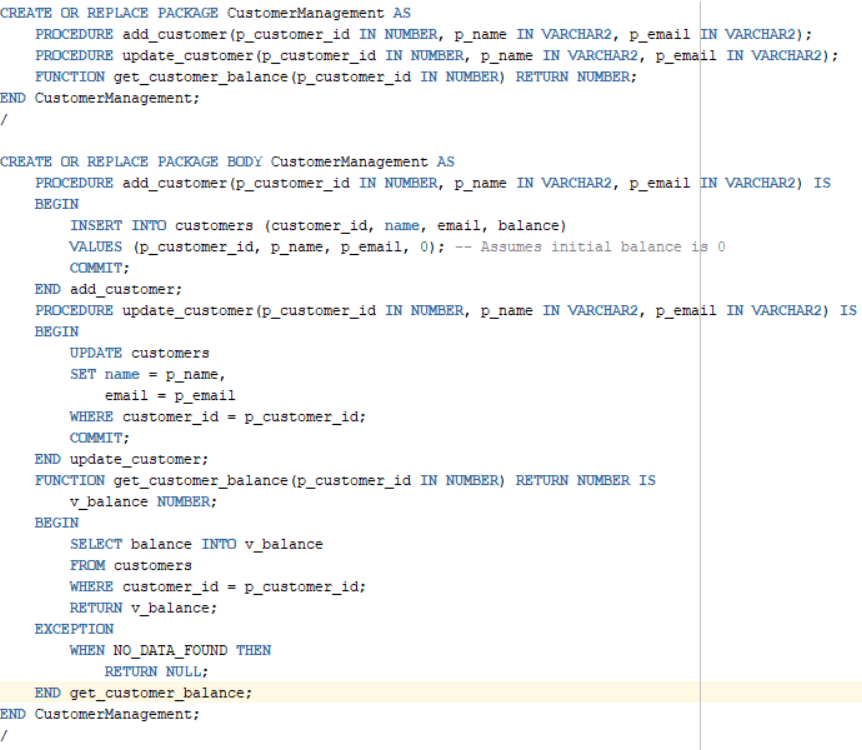 CREATE OR REPLACE PACKAGE CustomerManagement AS
    PROCEDURE add_customer(p_customer_id IN NUMBER, p_name IN VARCHAR2, p_email IN VARCHAR2);
    PROCEDURE update_customer(p_customer_id IN NUMBER, p_name IN VARCHAR2, p_email IN VARCHAR2);
    FUNCTION get_customer_balance(p_customer_id IN NUMBER) RETURN NUMBER;
END CustomerManagement;
/

CREATE OR REPLACE PACKAGE BODY CustomerManagement AS
    PROCEDURE add_customer(p_customer_id IN NUMBER, p_name IN VARCHAR2, p_email IN VARCHAR2) IS
    BEGIN
        INSERT INTO customers (customer_id, name, email, balance)
        VALUES (p_customer_id, p_name, p_email, 0); -- Assumes initial balance is 0
        COMMIT;
    END add_customer;
    PROCEDURE update_customer(p_customer_id IN NUMBER, p_name IN VARCHAR2, p_email IN VARCHAR2) IS
    BEGIN
        UPDATE customers
        SET name = p_name,
            email = p_email
        WHERE customer_id = p_customer_id;
        COMMIT;
    END update_customer;
    FUNCTION get_customer_balance(p_customer_id IN NUMBER) RETURN NUMBER IS
        v_balance NUMBER;
    BEGIN
        SELECT balance INTO v_balance
        FROM customers
        WHERE customer_id = p_customer_id;
        RETURN v_balance;
    EXCEPTION
        WHEN NO_DATA_FOUND THEN
            RETURN NULL;
    END get_customer_balance;
END CustomerManagement;
/